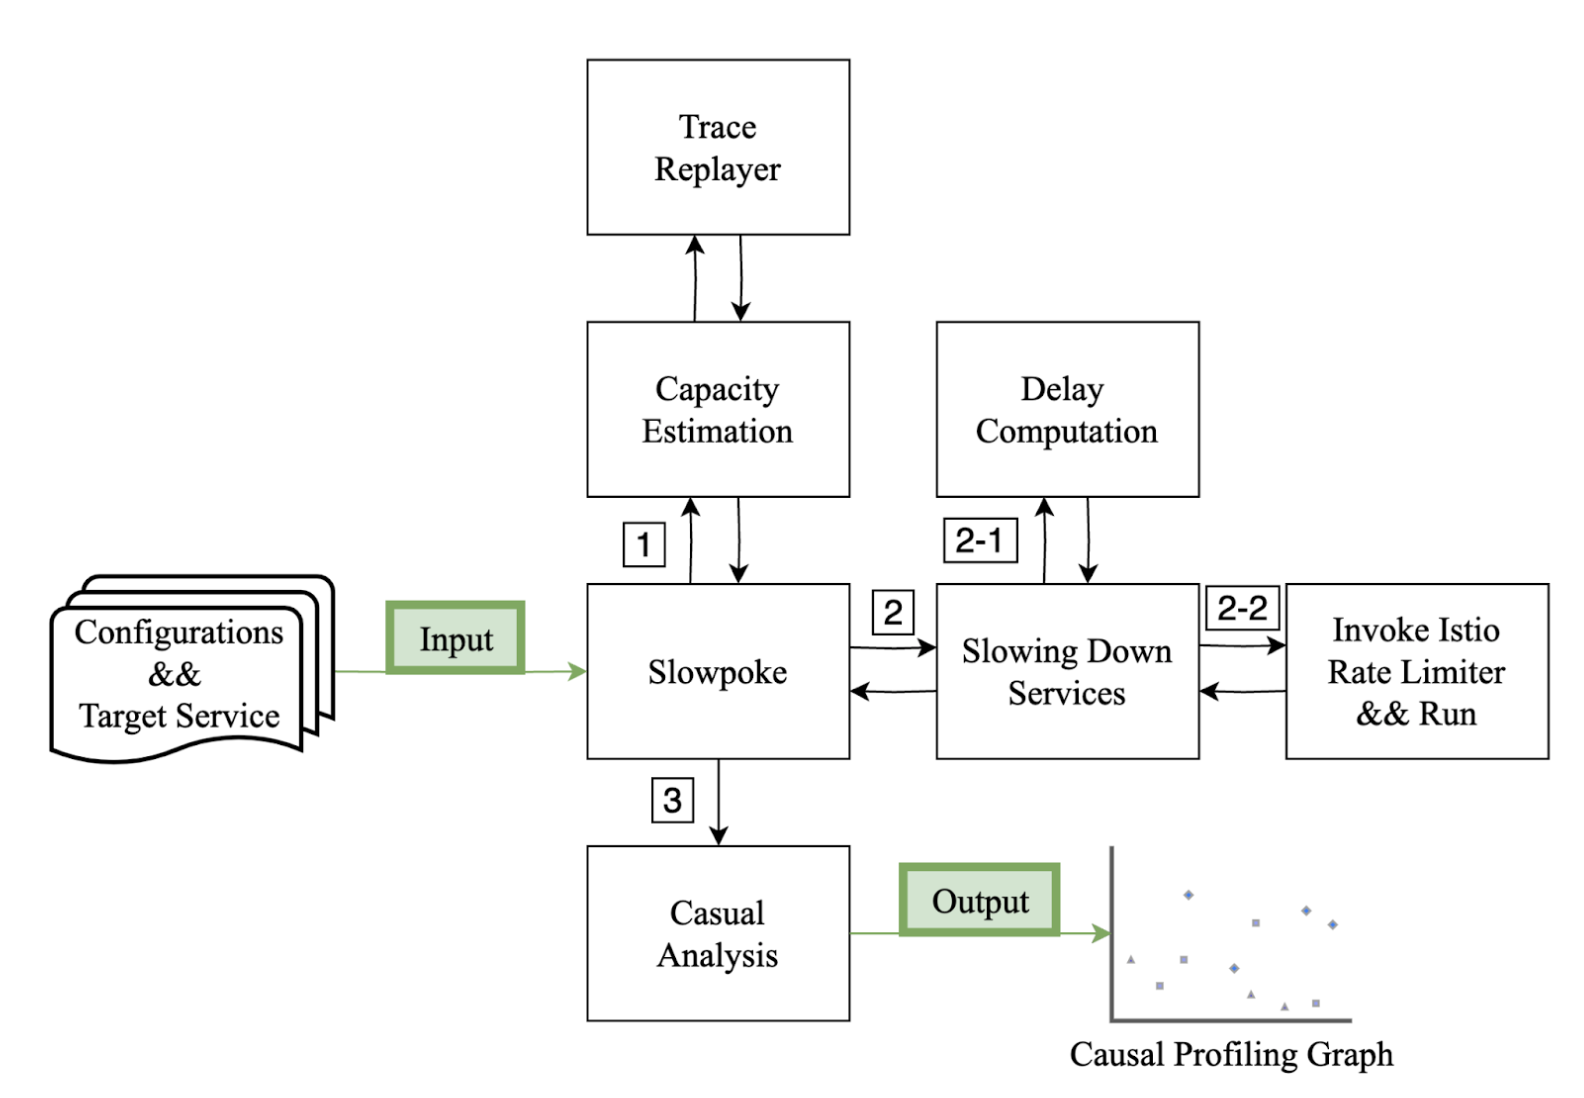 Trace
Replayer
Capacity
Estimation
Delay
Computation
1
2-1
Configurations
&&
Target Service
Input
Slowpoke
2
Slowing Down
Services
2-2
Invoke Istio
Rate Limiter
&& Run
3
Casual
Analysis
Output
Causal Profiling Graph